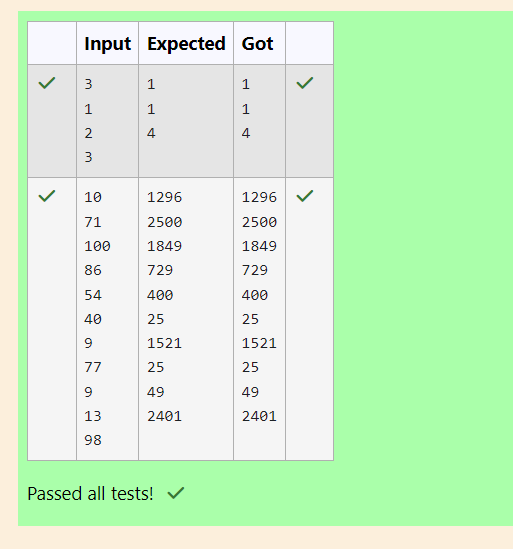 Input Expected Got
3 1 1
1 1 1
2 4 4
3
10 1296 1296
71 2500 2500
100 1849 1849
86 729 729
54 400 400
40 25 25
9 1521 1521
77 25 25
9 49 49
13 2401 2401
98
Passed all tests!